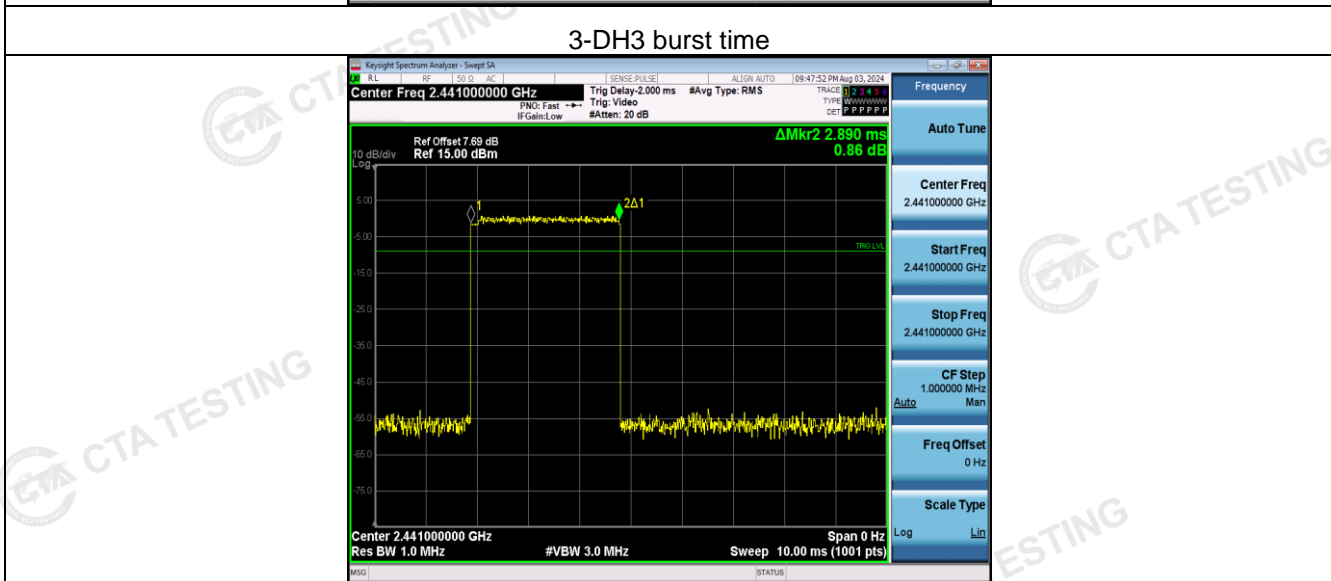 3-DH3 burst time
Keysight Spectrum Analyzer - Swept SA
LXI RL RF 50 Ω AC SENSE:PULSE ALIGN AUTO 09:47:52 PM Aug 03, 2024
Center Freq 2.441000000 GHz
PNO: Fast
IFGain:Low
Trig Delay-2.000 ms
Trig: Video
#Atten: 20 dB
#Avg Type: RMS
TRACE 1 2 3 4 5 6
TYPE WWWWWW
DET P P P P P P
Frequency
ΔMkr2 2.890 ms
0.86 dB
Ref Offset 7.69 dB
10 dB/div Ref 15.00 dBm
Log
5.00
-5.00
-15.0
-25.0
-35.0
-45.0
-55.0
-65.0
-75.0
1
2Δ1
TRIG LVL
Center 2.441000000 GHz Span 0 Hz
Res BW 1.0 MHz #VBW 3.0 MHz Sweep 10.00 ms (1001 pts)
MSG STATUS
Auto Tune
Center Freq
2.441000000 GHz
Start Freq
2.441000000 GHz
Stop Freq
2.441000000 GHz
CF Step
1.000000 MHz
Auto Man
Freq Offset
0 Hz
Scale Type
Log Lin
CTA TESTING
CTA TESTING
CTA TESTING
ESTING